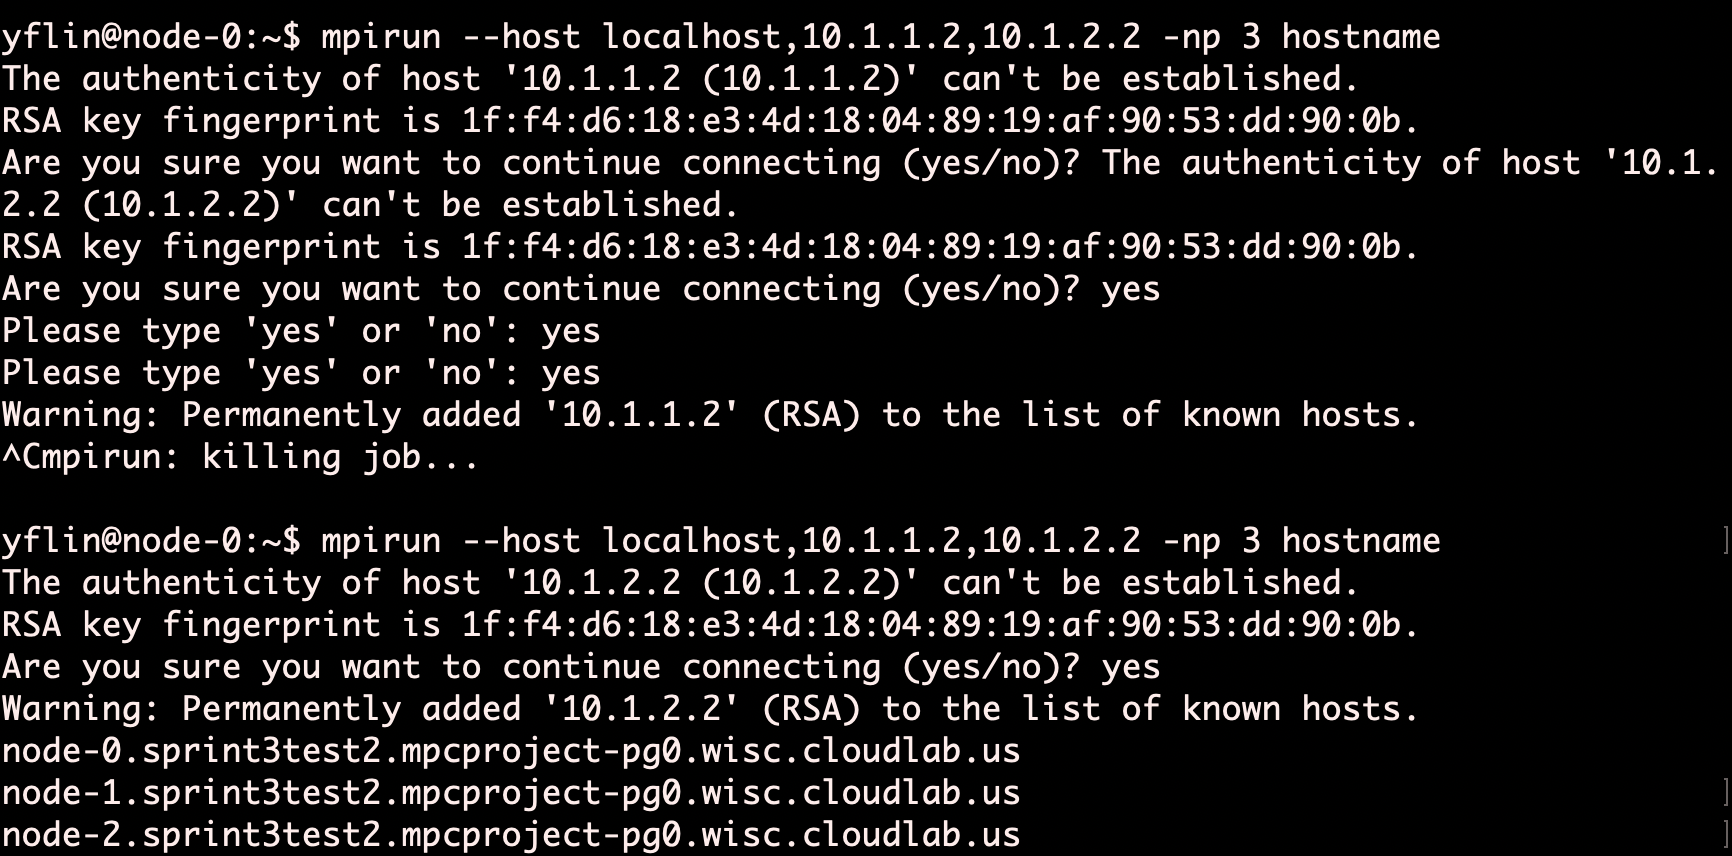 yflin@node-0:~$ mpirun --host localhost,10.1.1.2,10.1.2.2 -np 3 hostname
The authenticity of host '10.1.1.2 (10.1.1.2)' can't be established.
RSA key fingerprint is 1f:f4:d6:18:e3:4d:18:04:89:19:af:90:53:dd:90:0b.
Are you sure you want to continue connecting (yes/no)? The authenticity of host '10.1.
2.2 (10.1.2.2)' can't be established.
RSA key fingerprint is 1f:f4:d6:18:e3:4d:18:04:89:19:af:90:53:dd:90:0b.
Are you sure you want to continue connecting (yes/no)? yes
Please type 'yes' or 'no': yes
Please type 'yes' or 'no': yes
Warning: Permanently added '10.1.1.2' (RSA) to the list of known hosts.
^Cmpirun: killing job...
yflin@node-0:~$ mpirun --host localhost,10.1.1.2,10.1.2.2 -np 3 hostname
The authenticity of host '10.1.2.2 (10.1.2.2)' can't be established.
RSA key fingerprint is 1f:f4:d6:18:e3:4d:18:04:89:19:af:90:53:dd:90:0b.
Are you sure you want to continue connecting (yes/no)? yes
Warning: Permanently added '10.1.2.2' (RSA) to the list of known hosts.
node-0.sprint3test2.mpcproject-pg0.wisc.cloudlab.us
node-1.sprint3test2.mpcproject-pg0.wisc.cloudlab.us
node-2.sprint3test2.mpcproject-pg0.wisc.cloudlab.us